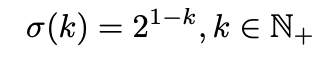 σ(k) = 2^{1−k}, k ∈ ℕ₊